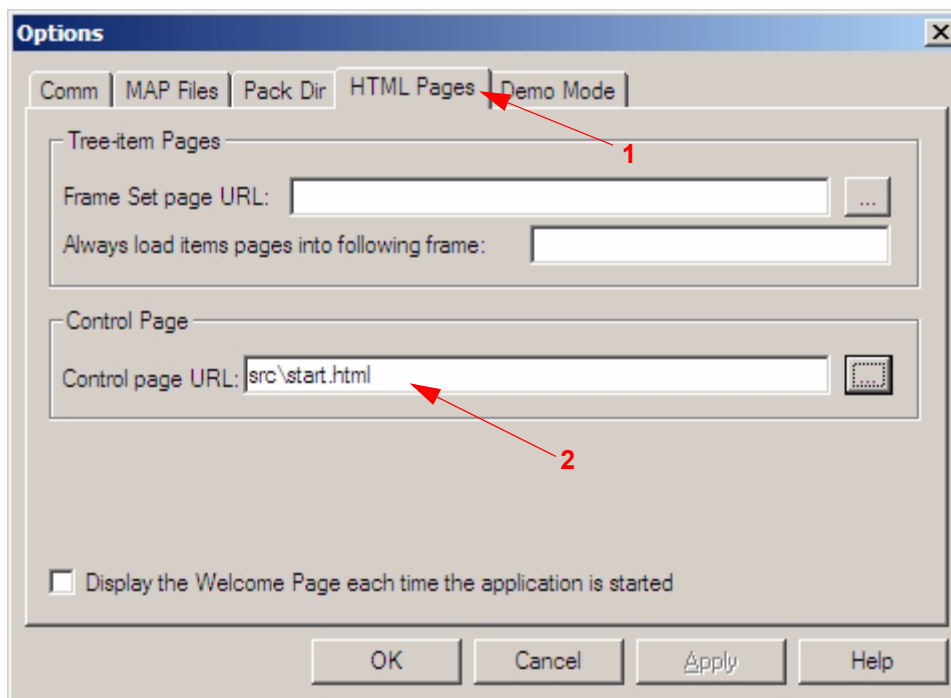 Options
Comm MAP Files Pack Dir HTML Pages Demo Mode
1
Tree-item Pages
Frame Set page URL: ...
Always load items pages into following frame:
Control Page
Control page URL: src\start.html ...
2
Display the Welcome Page each time the application is started
OK Cancel Apply Help